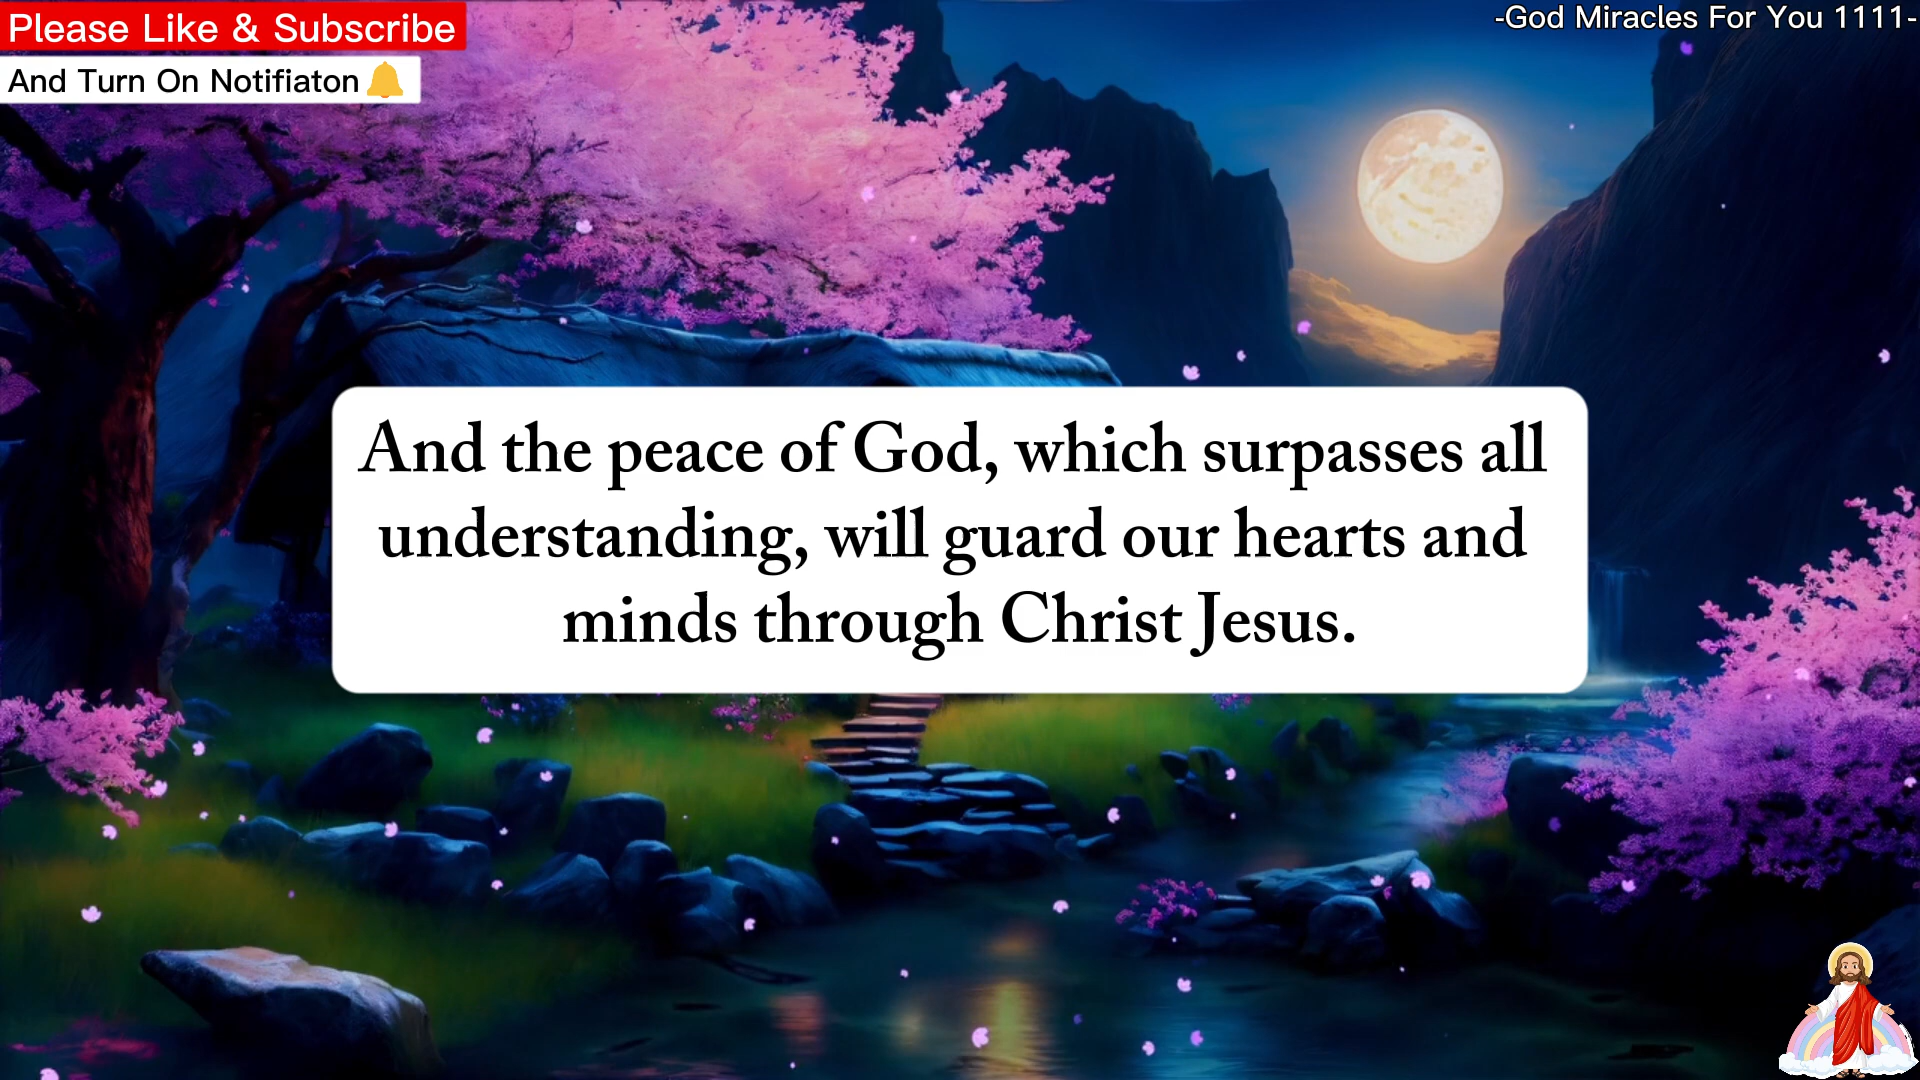 Please Like & Subscribe
And Turn On Notifiaton
-God Miracles For You 1111-
And the peace of God, which surpasses all
understanding, will guard our hearts and
minds through Christ Jesus.